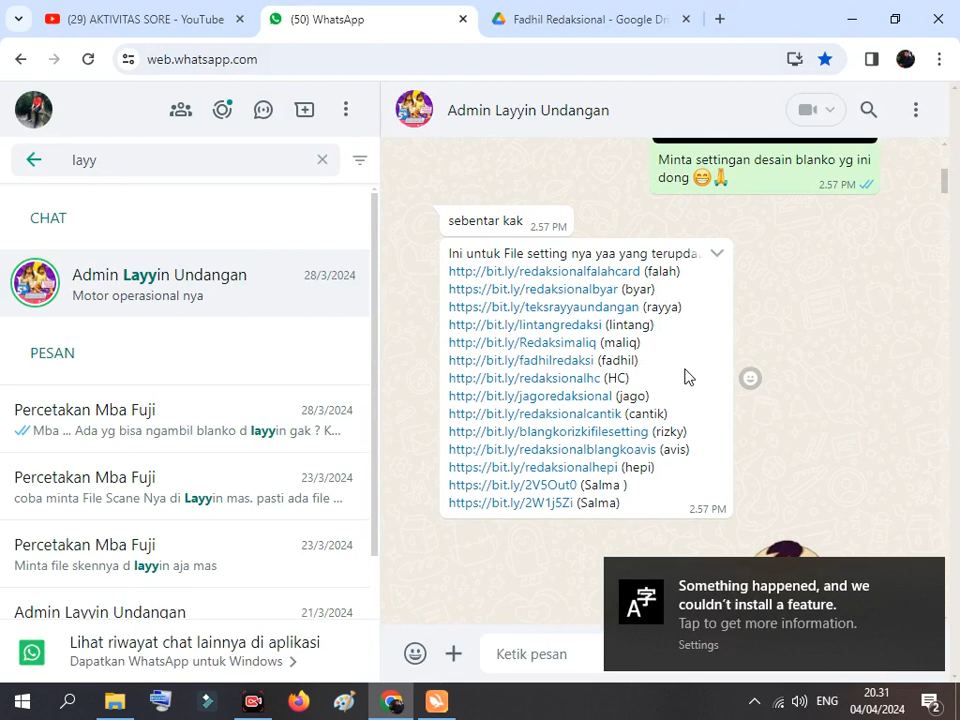 (29) AKTIVITAS SORE - YouTube
(50) WhatsApp
Fadhil Redaksional - Google Dri
web.whatsapp.com
layy
CHAT
Admin Layyin Undangan
28/3/2024
Motor operasional nya
PESAN
Percetakan Mba Fuji
28/3/2024
Mba ... Ada yg bisa ngambil blanko d layyin gak ? K...
Percetakan Mba Fuji
23/3/2024
coba minta File Scane Nya di Layyin mas. pasti ada file ...
Percetakan Mba Fuji
23/3/2024
Minta file skennya d layyin aja mas
Admin Layyin Undangan
21/3/2024
Lihat riwayat chat lainnya di aplikasi
Dapatkan WhatsApp untuk Windows
Admin Layyin Undangan
Minta settingan desain blanko yg ini
dong
2.57 PM
sebentar kak
2.57 PM
Ini untuk File setting nya yaa yang terupda
http://bit.ly/redaksionalfalahcard (falah)
https://bit.ly/redaksionalbyar (byar)
https://bit.ly/teksrayyaundangan (rayya)
http://bit.ly/lintangredaksi (lintang)
http://bit.ly/Redaksimaliq (maliq)
http://bit.ly/fadhilredaksi (fadhil)
http://bit.ly/redaksionalhc (HC)
http://bit.ly/jagoredaksional (jago)
http://bit.ly/redaksionalcantik (cantik)
http://bit.ly/blangkorizkifilesetting (rizky)
http://bit.ly/redaksionalblangkoavis (avis)
https://bit.ly/redaksionalhepi (hepi)
https://bit.ly/2V5Out0 (Salma )
https://bit.ly/2W1j5Zi (Salma)
2.57 PM
Ketik pesan
Something happened, and we
couldn't install a feature.
Tap to get more information.
Settings
A字
ENG
20.31
04/04/2024
2